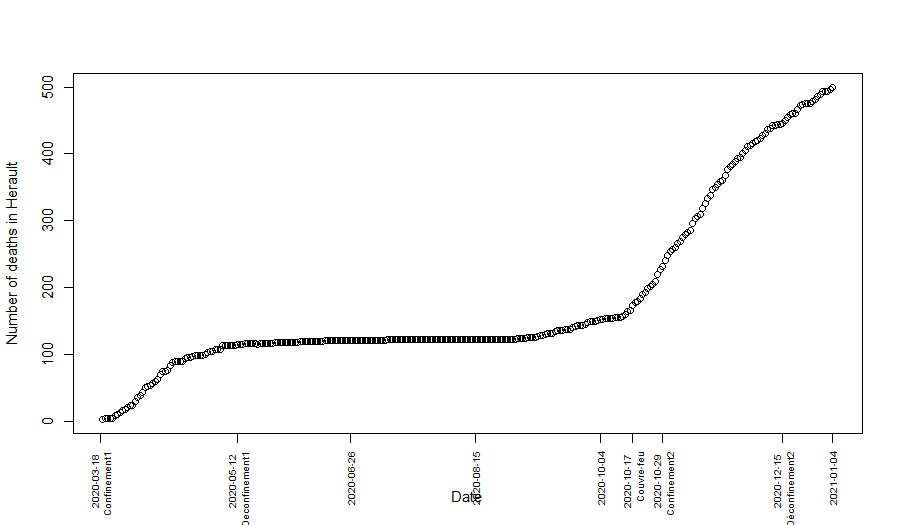 Number of deaths in Herault
500
400
300
200
100
0
2020-03-18
Confinement1
2020-05-12
Déconfinement1
2020-06-26
2020-08-15
2020-10-04
2020-10-17
Couvre-feu
2020-10-29
Confinement2
2020-12-15
Déconfinement2
2021-01-04
Date